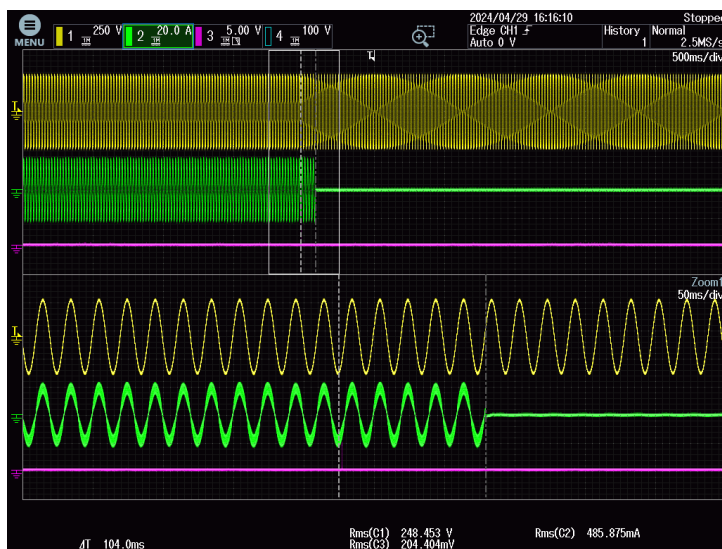 2024/04/29 16:16:10 Stopped
MENU 1 250 V 2 20.0 A 3 5.00 V 4 100 V Edge CH1 Auto 0 V History 1 Normal 2.5MS/s
500ms/div
Zoom1
50ms/div
Rms(C1) 248.453 V Rms(C2) 485.875mA
ΔT 104.0ms Rms(C3) 204.404mV